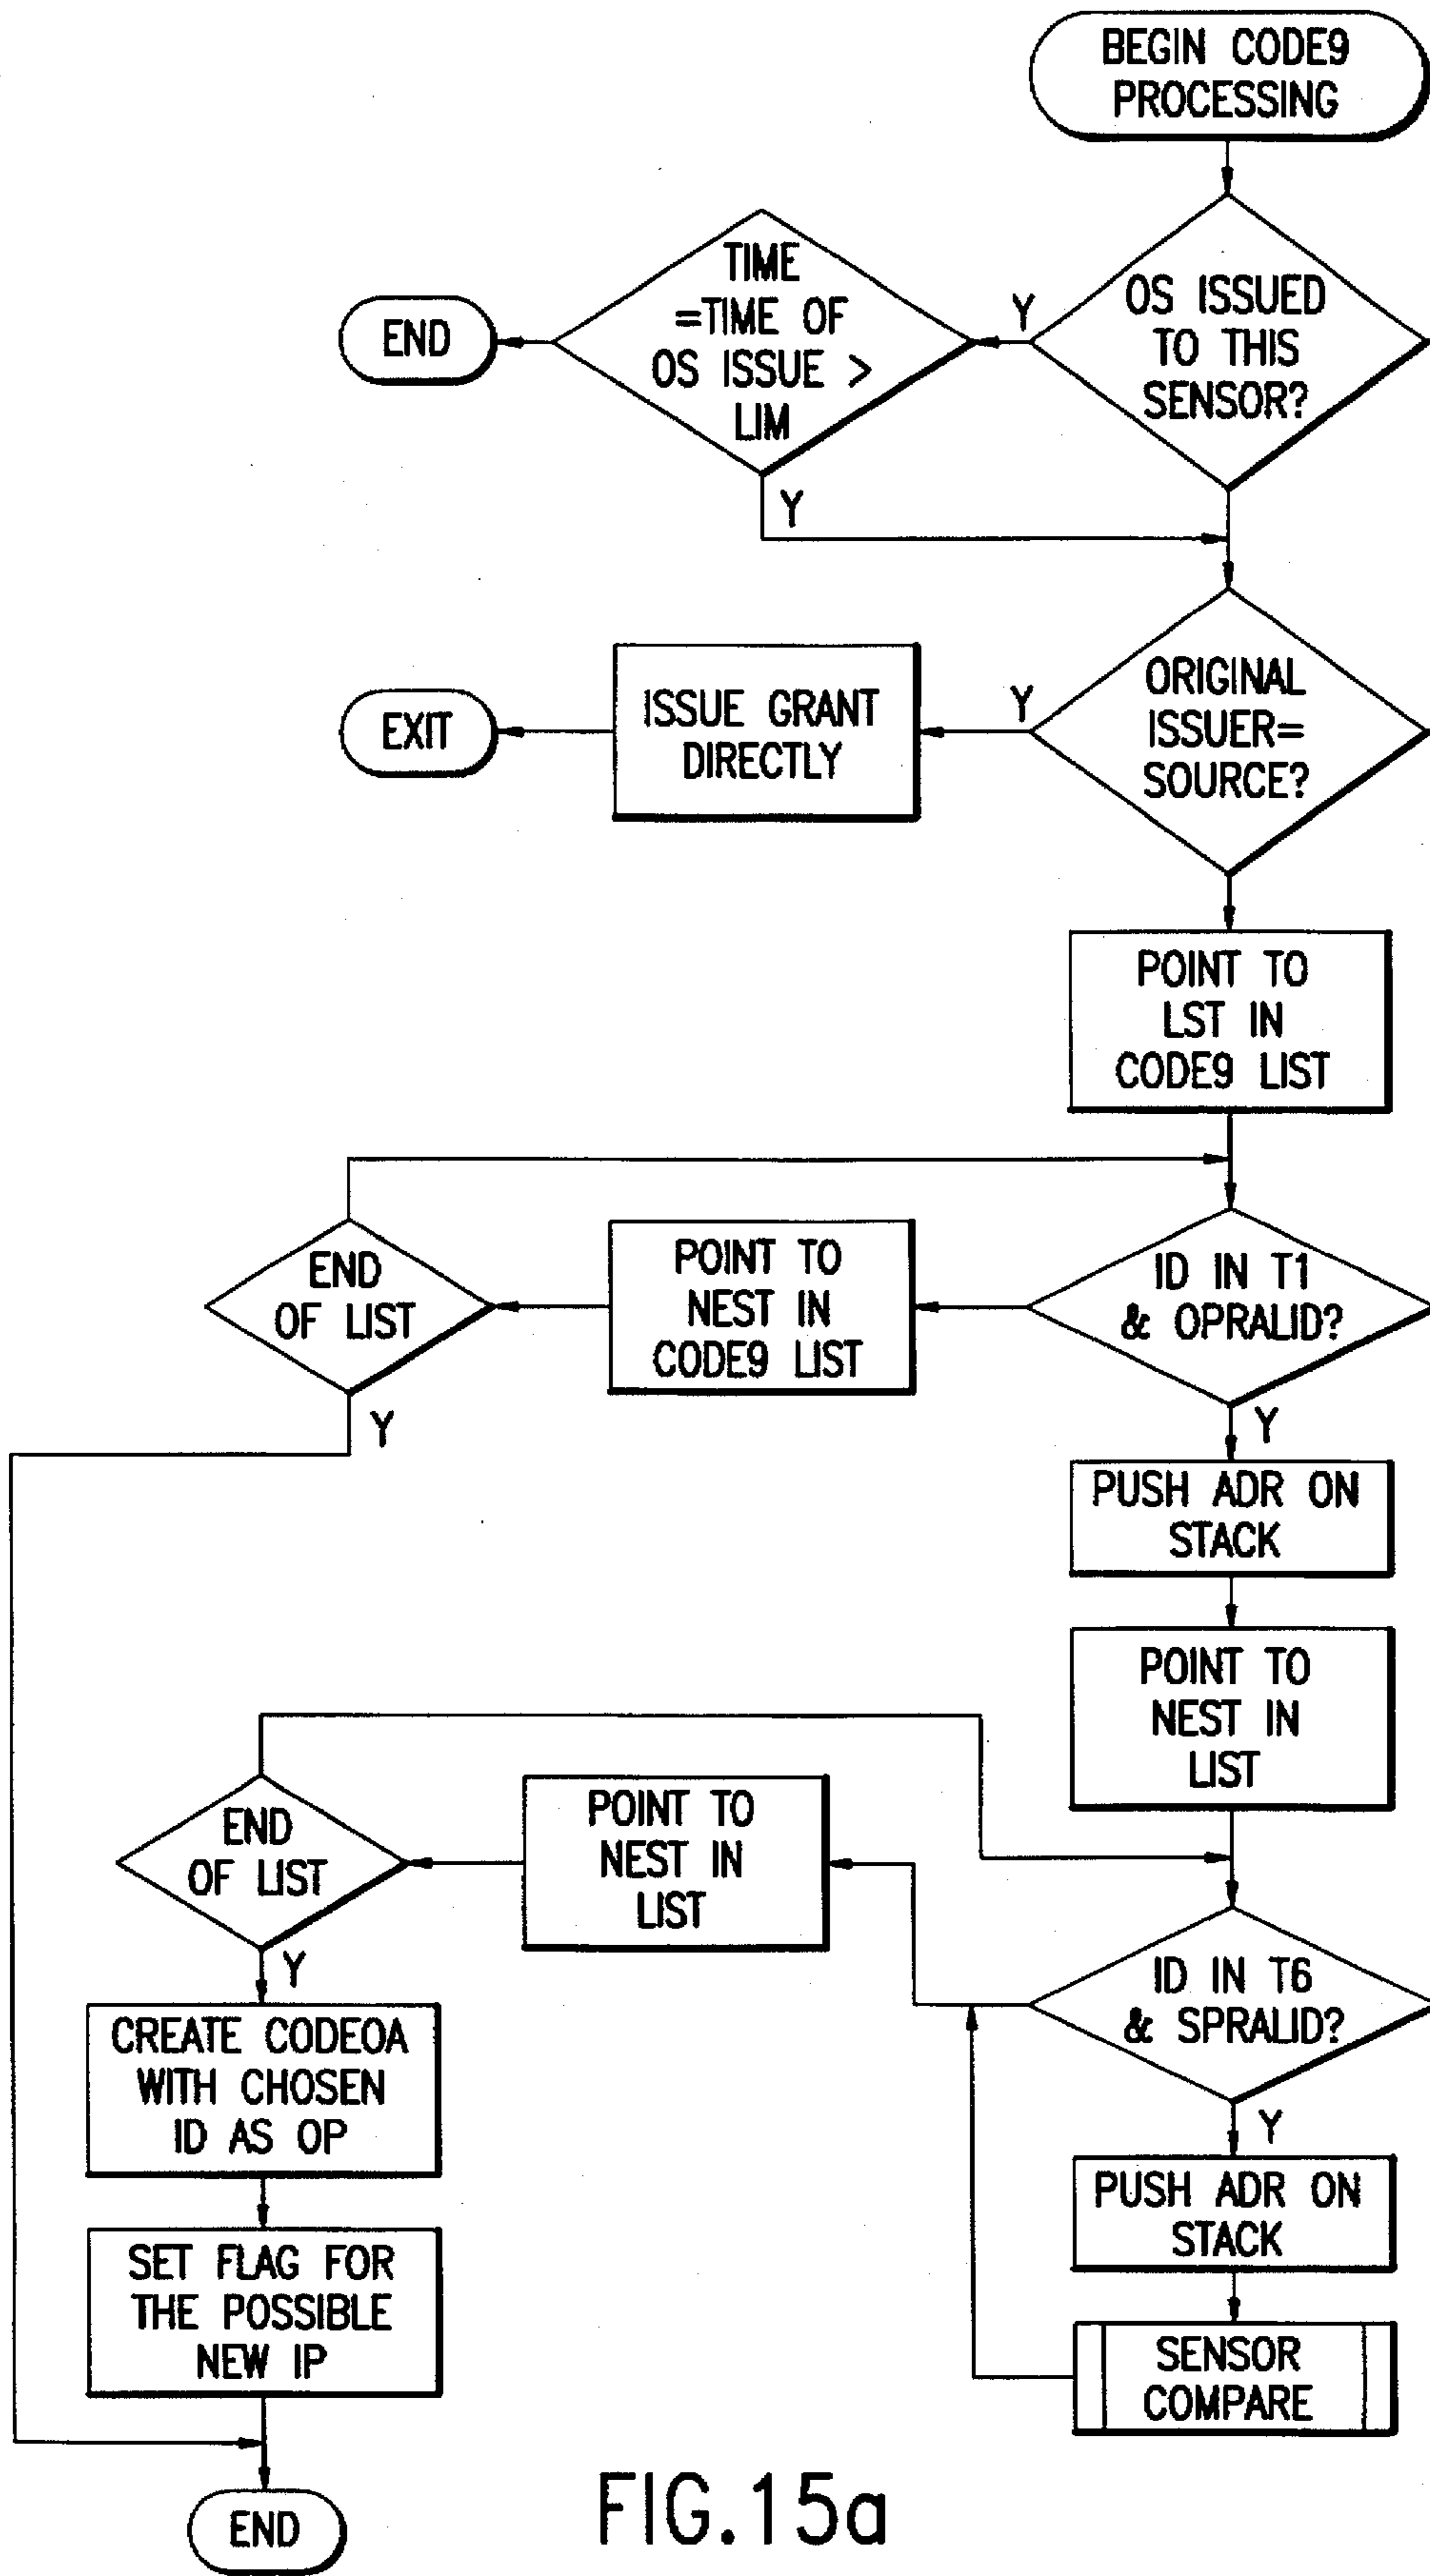 BEGIN CODE9
PROCESSING
OS ISSUED
TO THIS
SENSOR?
Y
TIME
=TIME OF
OS ISSUE >
LIM
END
Y
ORIGINAL
ISSUER=
SOURCE?
Y
ISSUE GRANT
DIRECTLY
EXIT
POINT TO
LST IN
CODE9 LIST
ID IN T1
& OPRALID?
POINT TO
NEST IN
CODE9 LIST
END
OF LIST
Y
Y
PUSH ADR ON
STACK
POINT TO
NEST IN
LIST
ID IN T6
& SPRALID?
POINT TO
NEST IN
LIST
END
OF LIST
Y
CREATE CODEOA
WITH CHOSEN
ID AS OP
SET FLAG FOR
THE POSSIBLE
NEW IP
Y
PUSH ADR ON
STACK
SENSOR
COMPARE
END
FIG.15a